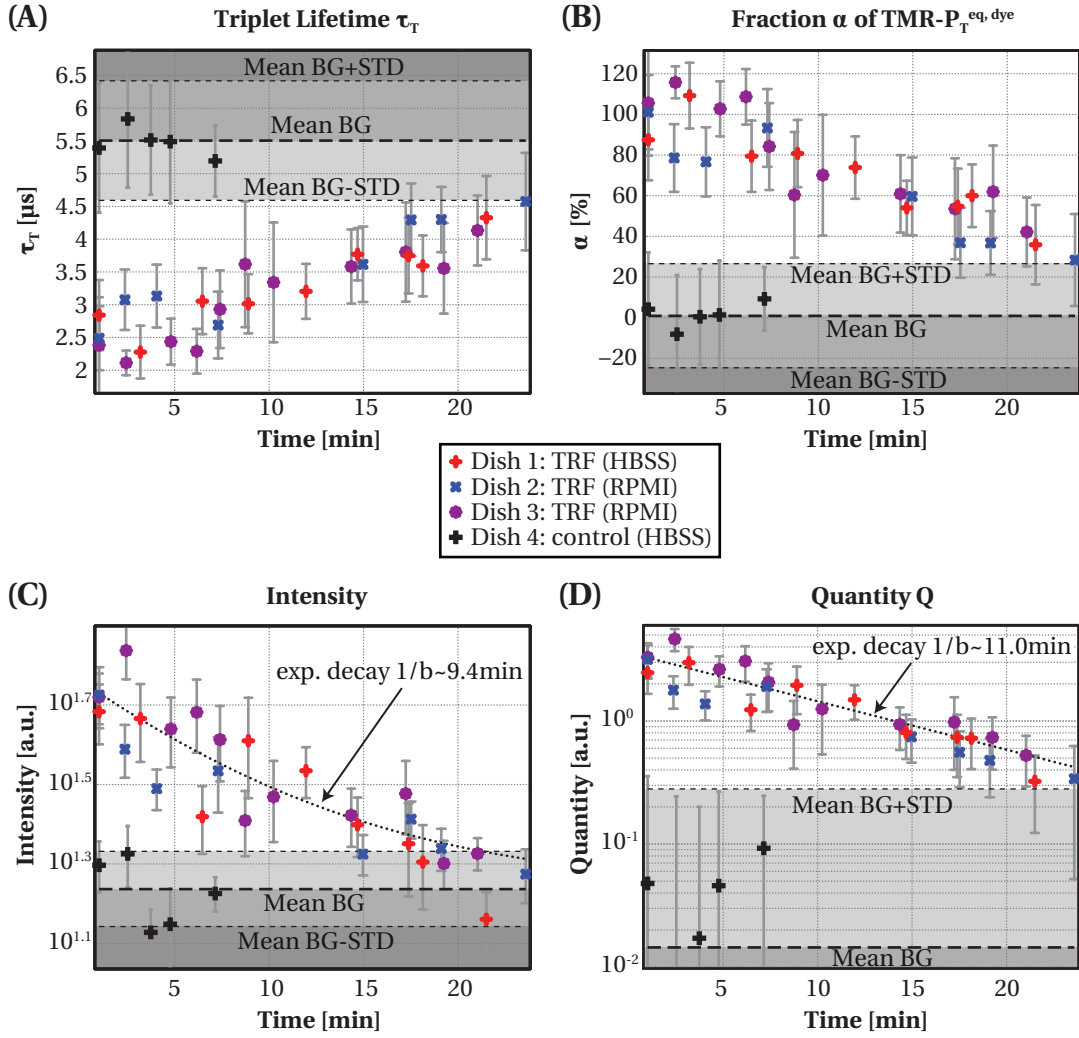 (A)
Triplet Lifetime τT
6.5
6
5.5
5
4.5
4
3.5
3
2.5
2
τT [µs]
Mean BG+STD
Mean BG
Mean BG-STD
5
10
15
20
Time [min]
(B)
Fraction α of TMR-PTeq, dye
120
100
80
60
40
20
0
−20
α [%]
Mean BG+STD
Mean BG
Mean BG-STD
5
10
15
20
Time [min]
Dish 1: TRF (HBSS)
Dish 2: TRF (RPMI)
Dish 3: TRF (RPMI)
Dish 4: control (HBSS)
(C)
Intensity
exp. decay 1/b~9.4min
10^1.7
10^1.5
10^1.3
10^1.1
Intensity [a.u.]
Mean BG
Mean BG-STD
5
10
15
20
Time [min]
(D)
Quantity Q
exp. decay 1/b~11.0min
10^1
10^0
10^-1
10^-2
Quantity [a.u.]
Mean BG+STD
Mean BG
5
10
15
20
Time [min]